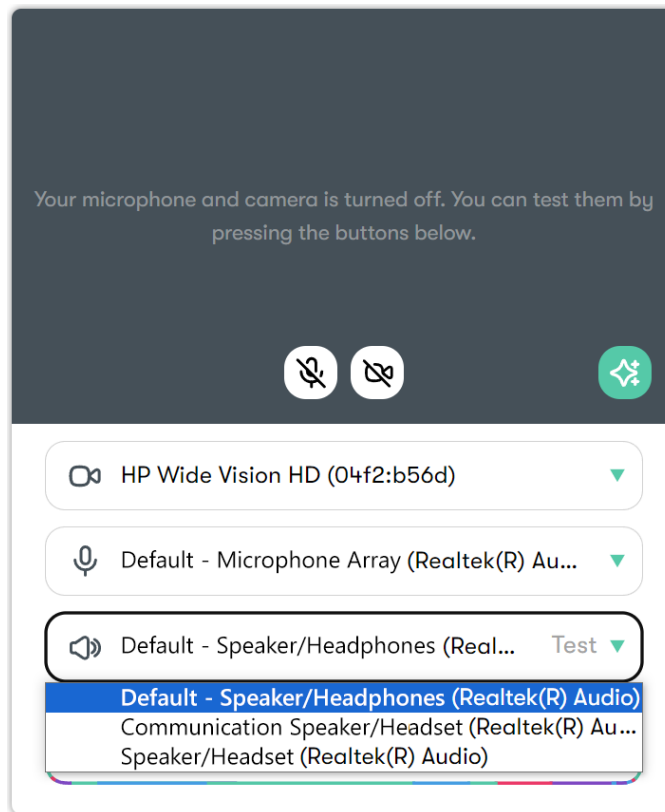 Your microphone and camera is turned off. You can test them by
pressing the buttons below.
HP Wide Vision HD (04f2:b56d)
Default - Microphone Array (Realtek(R) Au...
Default - Speaker/Headphones (Real... Test
Default - Speaker/Headphones (Realtek(R) Audio)
Communication Speaker/Headset (Realtek(R) Au...
Speaker/Headset (Realtek(R) Audio)